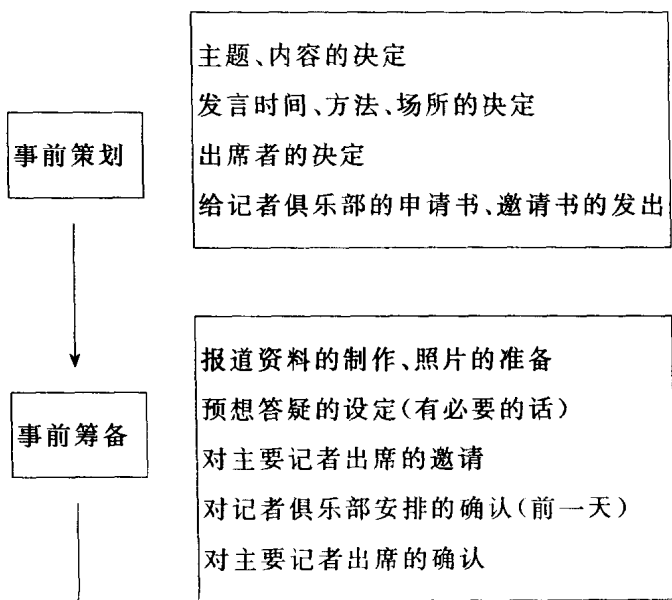 主题、内容的决定
发言时间、方法、场所的决定
事前策划
出席者的决定
给记者俱乐部的申请书、邀请书的发出
报道资料的制作、照片的准备
预想答疑的设定(有必要的话)
事前筹备
对主要记者出席的邀请
对记者俱乐部安排的确认(前一天)
对主要记者出席的确认